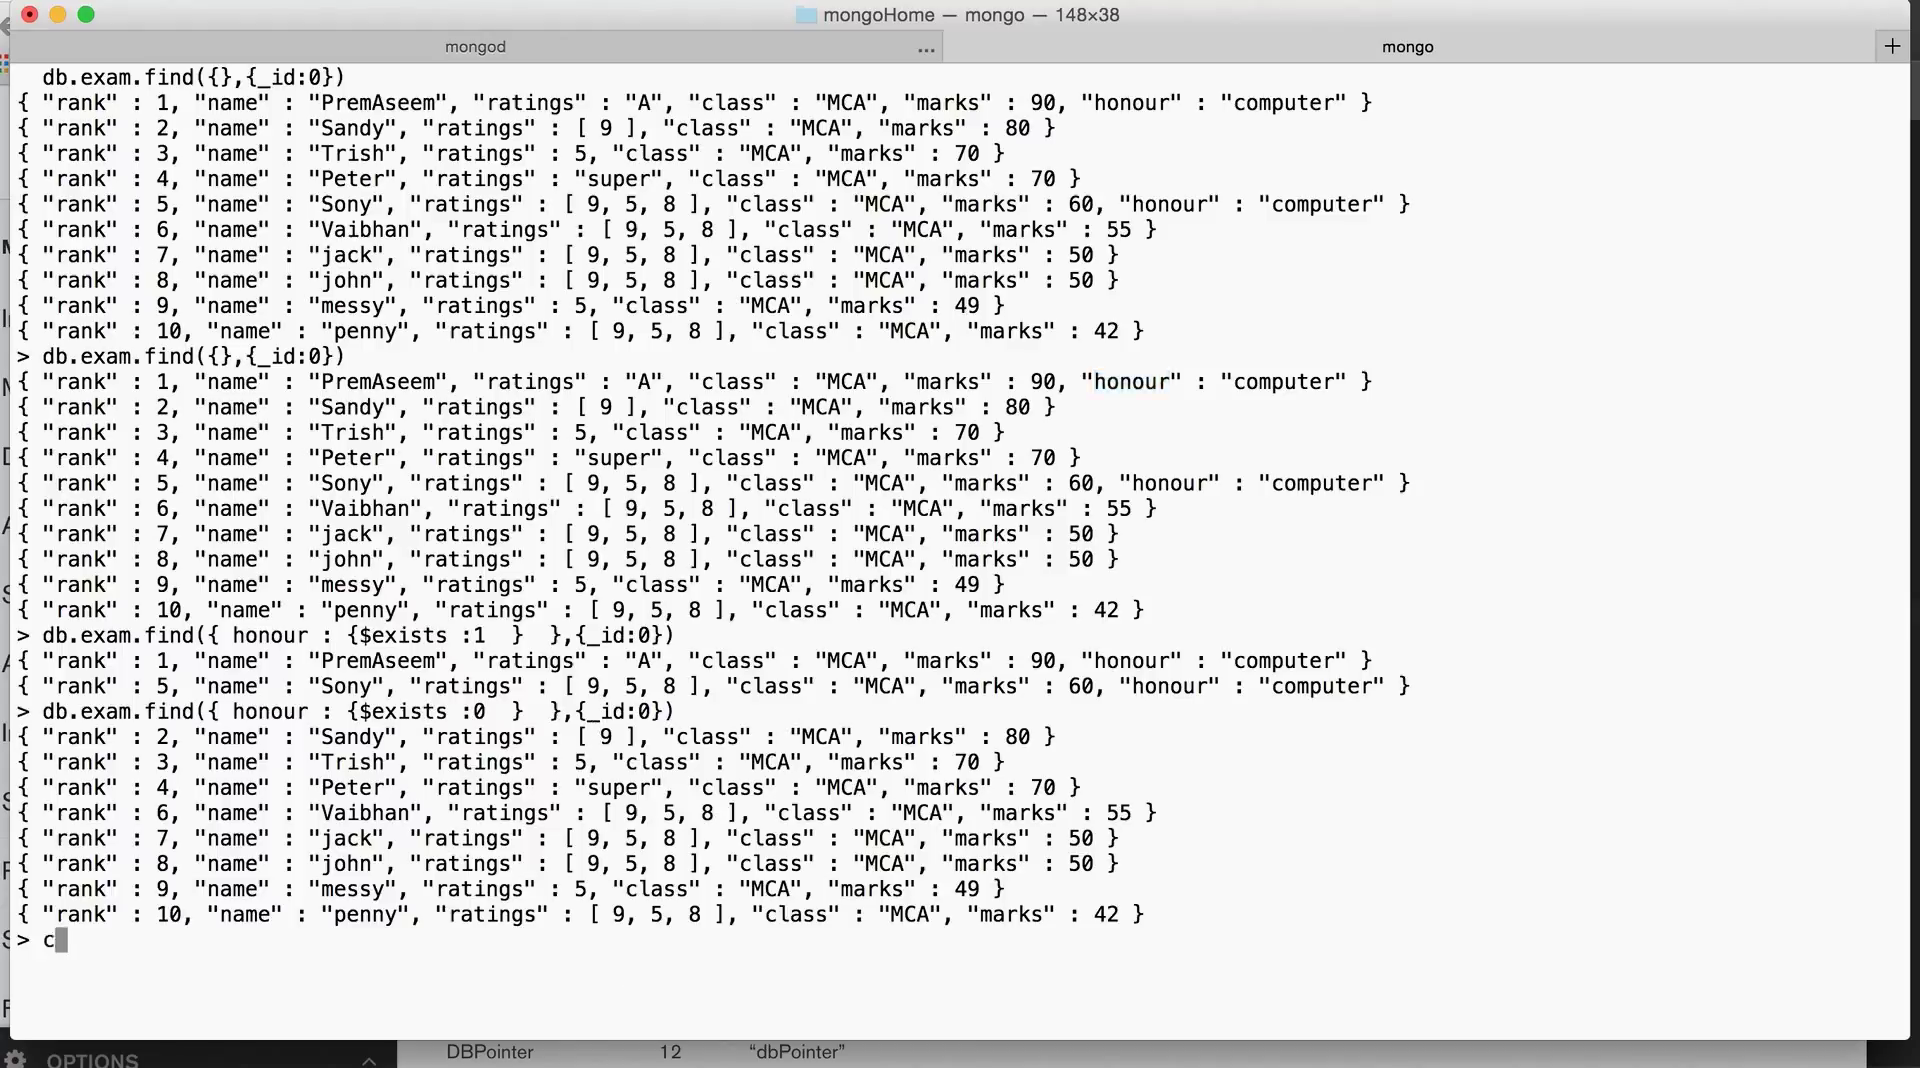 mongoHome — mongo — 148×38
mongod ... mongo +
db.exam.find({},{_id:0})
{ "rank" : 1, "name" : "PremAseem", "ratings" : "A", "class" : "MCA", "marks" : 90, "honour" : "computer" }
{ "rank" : 2, "name" : "Sandy", "ratings" : [ 9 ], "class" : "MCA", "marks" : 80 }
{ "rank" : 3, "name" : "Trish", "ratings" : 5, "class" : "MCA", "marks" : 70 }
{ "rank" : 4, "name" : "Peter", "ratings" : "super", "class" : "MCA", "marks" : 70 }
{ "rank" : 5, "name" : "Sony", "ratings" : [ 9, 5, 8 ], "class" : "MCA", "marks" : 60, "honour" : "computer" }
{ "rank" : 6, "name" : "Vaibhan", "ratings" : [ 9, 5, 8 ], "class" : "MCA", "marks" : 55 }
{ "rank" : 7, "name" : "jack", "ratings" : [ 9, 5, 8 ], "class" : "MCA", "marks" : 50 }
{ "rank" : 8, "name" : "john", "ratings" : [ 9, 5, 8 ], "class" : "MCA", "marks" : 50 }
{ "rank" : 9, "name" : "messy", "ratings" : 5, "class" : "MCA", "marks" : 49 }
{ "rank" : 10, "name" : "penny", "ratings" : [ 9, 5, 8 ], "class" : "MCA", "marks" : 42 }
> db.exam.find({},{_id:0})
{ "rank" : 1, "name" : "PremAseem", "ratings" : "A", "class" : "MCA", "marks" : 90, "honour" : "computer" }
{ "rank" : 2, "name" : "Sandy", "ratings" : [ 9 ], "class" : "MCA", "marks" : 80 }
{ "rank" : 3, "name" : "Trish", "ratings" : 5, "class" : "MCA", "marks" : 70 }
{ "rank" : 4, "name" : "Peter", "ratings" : "super", "class" : "MCA", "marks" : 70 }
{ "rank" : 5, "name" : "Sony", "ratings" : [ 9, 5, 8 ], "class" : "MCA", "marks" : 60, "honour" : "computer" }
{ "rank" : 6, "name" : "Vaibhan", "ratings" : [ 9, 5, 8 ], "class" : "MCA", "marks" : 55 }
{ "rank" : 7, "name" : "jack", "ratings" : [ 9, 5, 8 ], "class" : "MCA", "marks" : 50 }
{ "rank" : 8, "name" : "john", "ratings" : [ 9, 5, 8 ], "class" : "MCA", "marks" : 50 }
{ "rank" : 9, "name" : "messy", "ratings" : 5, "class" : "MCA", "marks" : 49 }
{ "rank" : 10, "name" : "penny", "ratings" : [ 9, 5, 8 ], "class" : "MCA", "marks" : 42 }
> db.exam.find({ honour : {$exists :1  }  },{_id:0})
{ "rank" : 1, "name" : "PremAseem", "ratings" : "A", "class" : "MCA", "marks" : 90, "honour" : "computer" }
{ "rank" : 5, "name" : "Sony", "ratings" : [ 9, 5, 8 ], "class" : "MCA", "marks" : 60, "honour" : "computer" }
> db.exam.find({ honour : {$exists :0  }  },{_id:0})
{ "rank" : 2, "name" : "Sandy", "ratings" : [ 9 ], "class" : "MCA", "marks" : 80 }
{ "rank" : 3, "name" : "Trish", "ratings" : 5, "class" : "MCA", "marks" : 70 }
{ "rank" : 4, "name" : "Peter", "ratings" : "super", "class" : "MCA", "marks" : 70 }
{ "rank" : 6, "name" : "Vaibhan", "ratings" : [ 9, 5, 8 ], "class" : "MCA", "marks" : 55 }
{ "rank" : 7, "name" : "jack", "ratings" : [ 9, 5, 8 ], "class" : "MCA", "marks" : 50 }
{ "rank" : 8, "name" : "john", "ratings" : [ 9, 5, 8 ], "class" : "MCA", "marks" : 50 }
{ "rank" : 9, "name" : "messy", "ratings" : 5, "class" : "MCA", "marks" : 49 }
{ "rank" : 10, "name" : "penny", "ratings" : [ 9, 5, 8 ], "class" : "MCA", "marks" : 42 }
> c
OPTIONS DBPointer 12 “dbPointer”